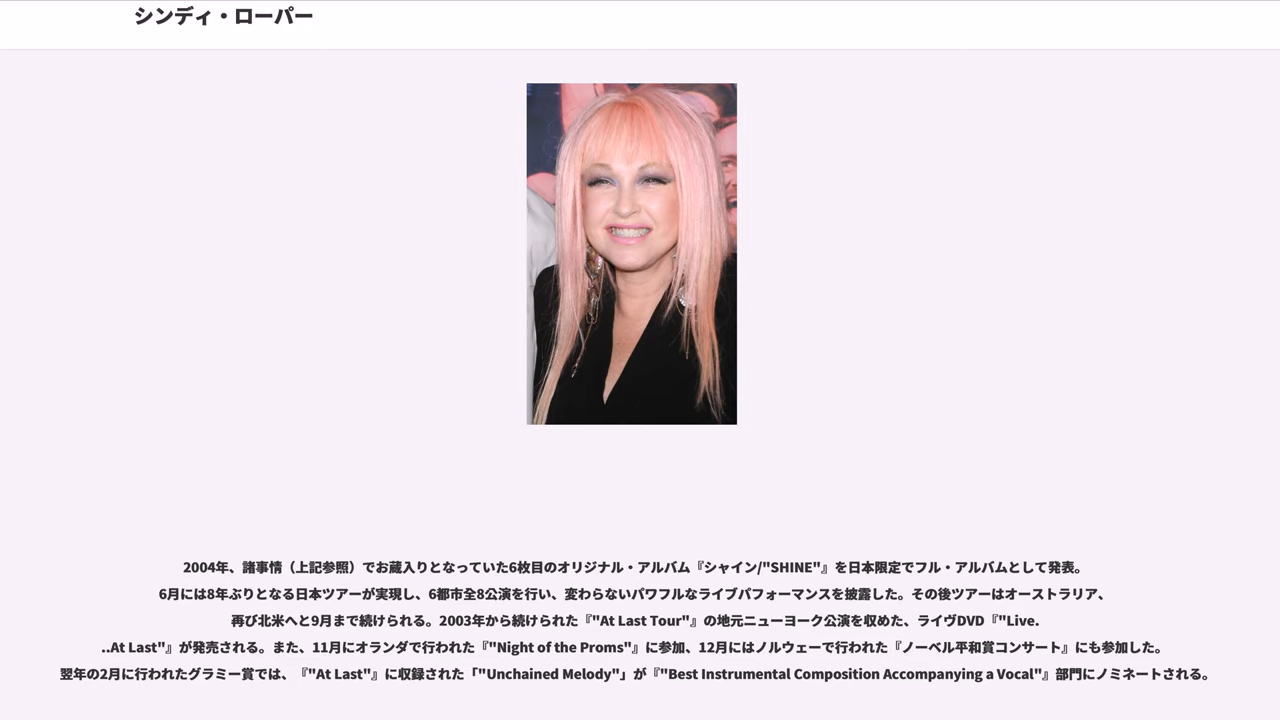 シンディ・ローパー
2004年、諸事情（上記参照）でお蔵入りとなっていた6枚目のオリジナル・アルバム『シャイン/"SHINE"』を日本限定でフル・アルバムとして発表。
6月には8年ぶりとなる日本ツアーが実現し、6都市全8公演を行い、変わらないパワフルなライブパフォーマンスを披露した。その後ツアーはオーストラリア、
再び北米へと9月まで続けられる。2003年から続けられた『"At Last Tour"』の地元ニューヨーク公演を収めた、ライヴDVD『"Live.
..At Last"』が発売される。また、11月にオランダで行われた『"Night of the Proms"』に参加、12月にはノルウェーで行われた『ノーベル平和賞コンサート』にも参加した。
翌年の2月に行われたグラミー賞では、『"At Last"』に収録された「"Unchained Melody"」が『"Best Instrumental Composition Accompanying a Vocal"』部門にノミネートされる。